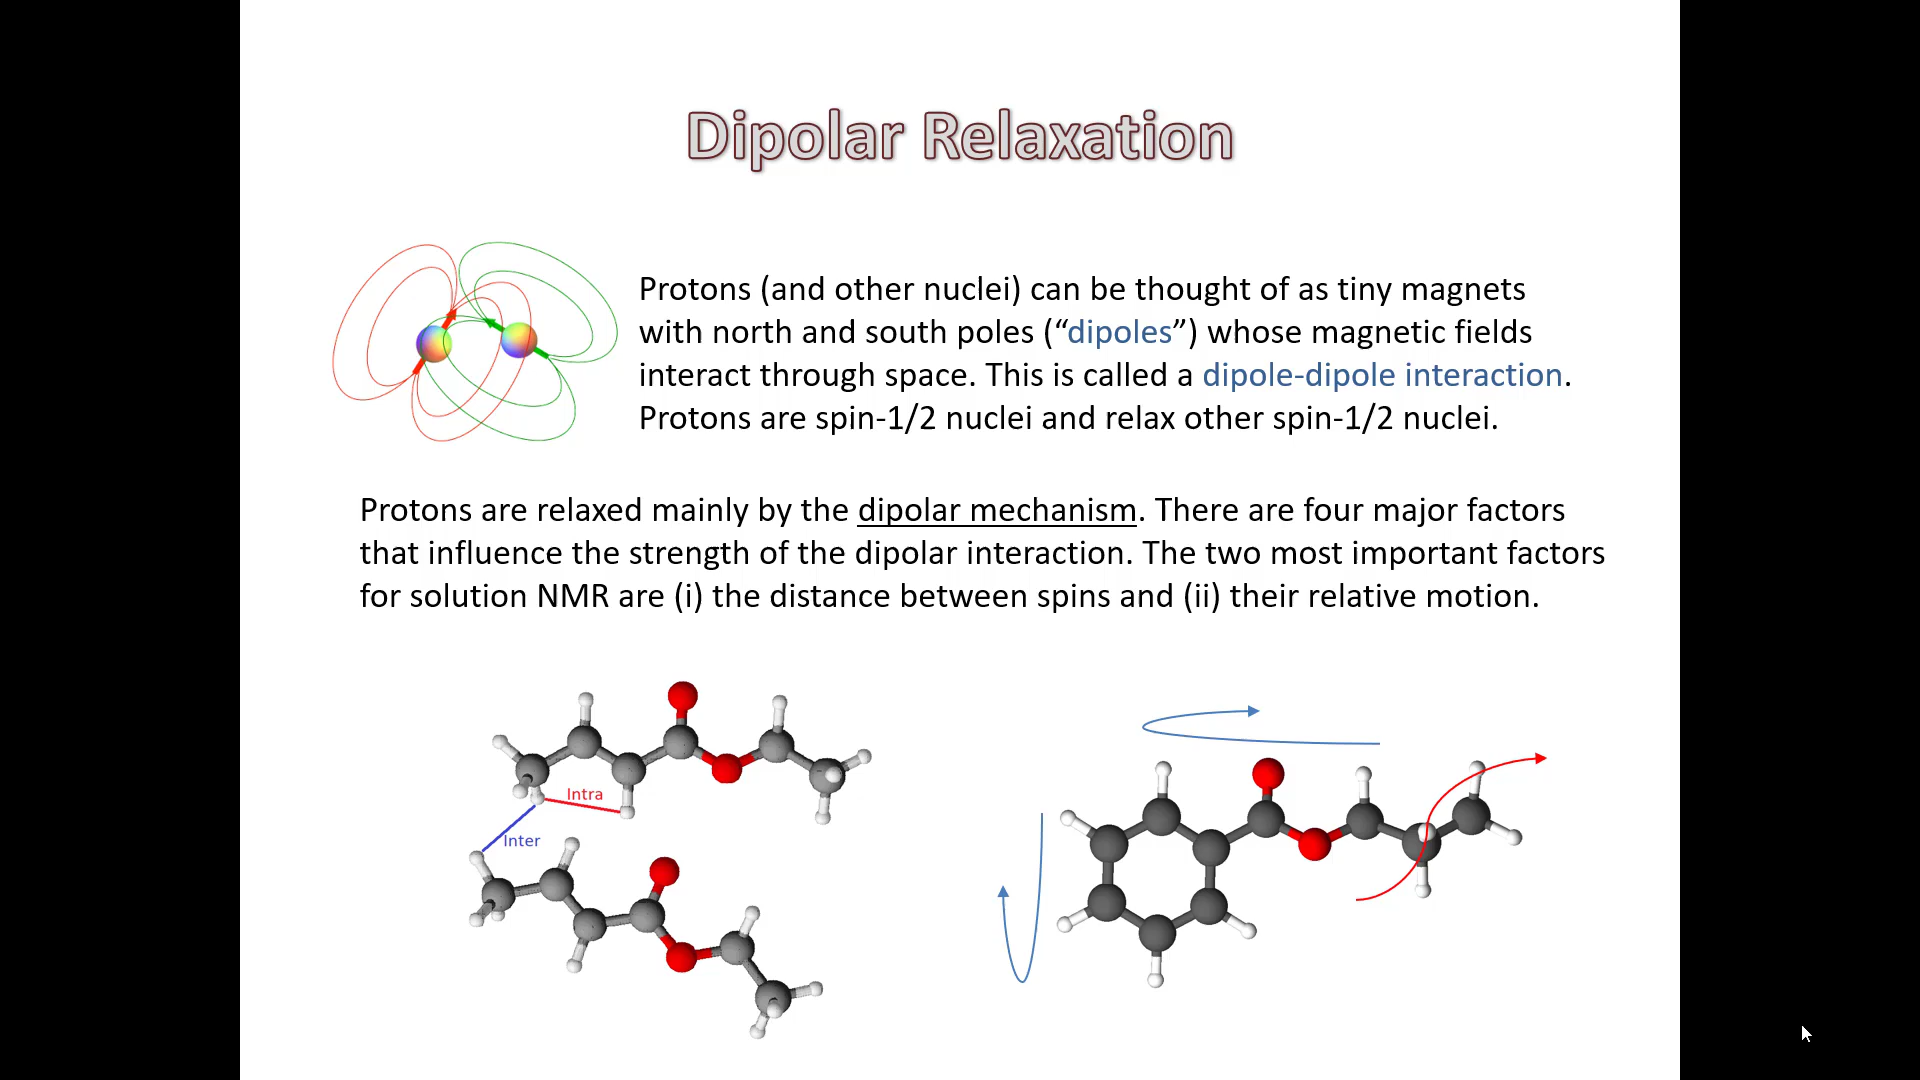 Dipolar Relaxation
Protons (and other nuclei) can be thought of as tiny magnets
with north and south poles (“dipoles”) whose magnetic fields
interact through space. This is called a dipole-dipole interaction.
Protons are spin-1/2 nuclei and relax other spin-1/2 nuclei.
Protons are relaxed mainly by the dipolar mechanism. There are four major factors
that influence the strength of the dipolar interaction. The two most important factors
for solution NMR are (i) the distance between spins and (ii) their relative motion.
Intra
Inter